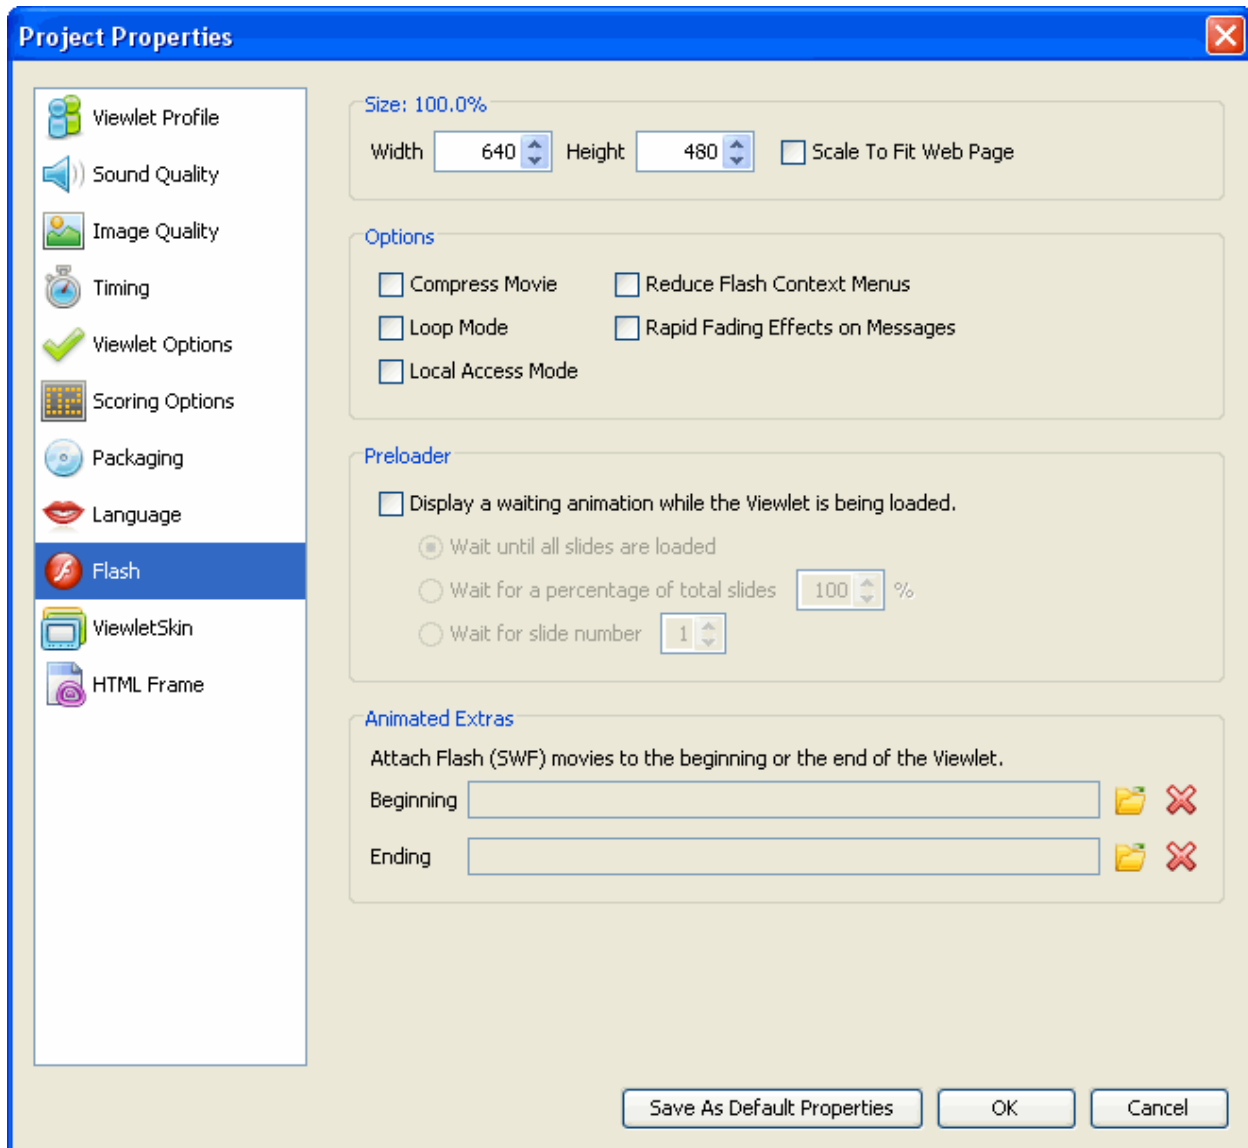 Project Properties
Viewlet Profile
Sound Quality
Image Quality
Timing
Viewlet Options
Scoring Options
Packaging
Language
Flash
ViewletSkin
HTML Frame
Size: 100.0%
Width 640 Height 480 Scale To Fit Web Page
Options
Compress Movie Reduce Flash Context Menus
Loop Mode Rapid Fading Effects on Messages
Local Access Mode
Preloader
Display a waiting animation while the Viewlet is being loaded.
Wait until all slides are loaded
Wait for a percentage of total slides 100 %
Wait for slide number 1
Animated Extras
Attach Flash (SWF) movies to the beginning or the end of the Viewlet.
Beginning
Ending
Save As Default Properties OK Cancel